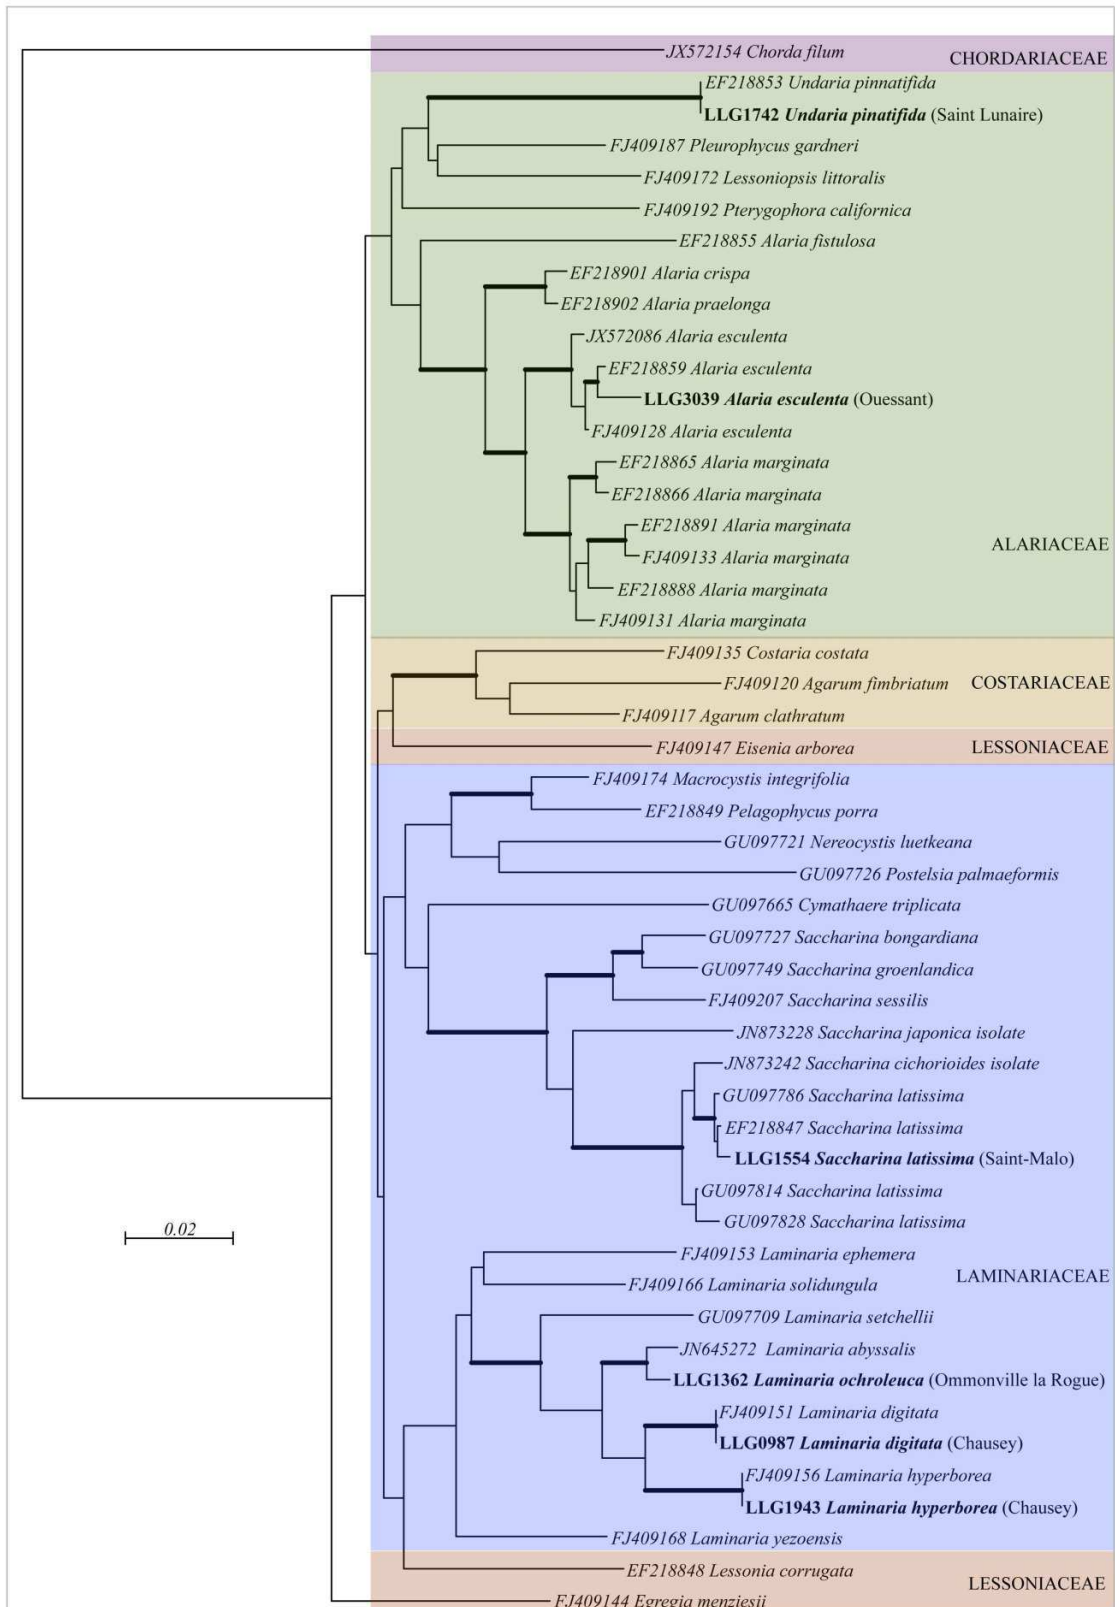 JX572154 Chorda filum
CHORDARIACEAE
EF218853 Undaria pinnatifida
LLG1742 Undaria pinatifida (Saint Lunaire)
FJ409187 Pleurophycus gardneri
FJ409172 Lessoniopsis littoralis
FJ409192 Pterygophora californica
EF218855 Alaria fistulosa
EF218901 Alaria crispa
EF218902 Alaria praelonga
JX572086 Alaria esculenta
EF218859 Alaria esculenta
LLG3039 Alaria esculenta (Ouessant)
FJ409128 Alaria esculenta
EF218865 Alaria marginata
EF218866 Alaria marginata
EF218891 Alaria marginata
ALARIACEAE
FJ409133 Alaria marginata
EF218888 Alaria marginata
FJ409131 Alaria marginata
FJ409135 Costaria costata
FJ409120 Agarum fimbriatum COSTARIACEAE
FJ409117 Agarum clathratum
FJ409147 Eisenia arborea LESSONIACEAE
FJ409174 Macrocystis integrifolia
EF218849 Pelagophycus porra
GU097721 Nereocystis luetkeana
GU097726 Postelsia palmaeformis
GU097665 Cymathaere triplicata
GU097727 Saccharina bongardiana
GU097749 Saccharina groenlandica
FJ409207 Saccharina sessilis
JN873228 Saccharina japonica isolate
JN873242 Saccharina cichorioides isolate
GU097786 Saccharina latissima
EF218847 Saccharina latissima
LLG1554 Saccharina latissima (Saint-Malo)
GU097814 Saccharina latissima
GU097828 Saccharina latissima
0.02
FJ409153 Laminaria ephemera
LAMINARIACEAE
FJ409166 Laminaria solidungula
GU097709 Laminaria setchellii
JN645272 Laminaria abyssalis
LLG1362 Laminaria ochroleuca (Ommonville la Rogue)
FJ409151 Laminaria digitata
LLG0987 Laminaria digitata (Chausey)
FJ409156 Laminaria hyperborea
LLG1943 Laminaria hyperborea (Chausey)
FJ409168 Laminaria yezoensis
EF218848 Lessonia corrugata
LESSONIACEAE
FJ409144 Egregia menziesii